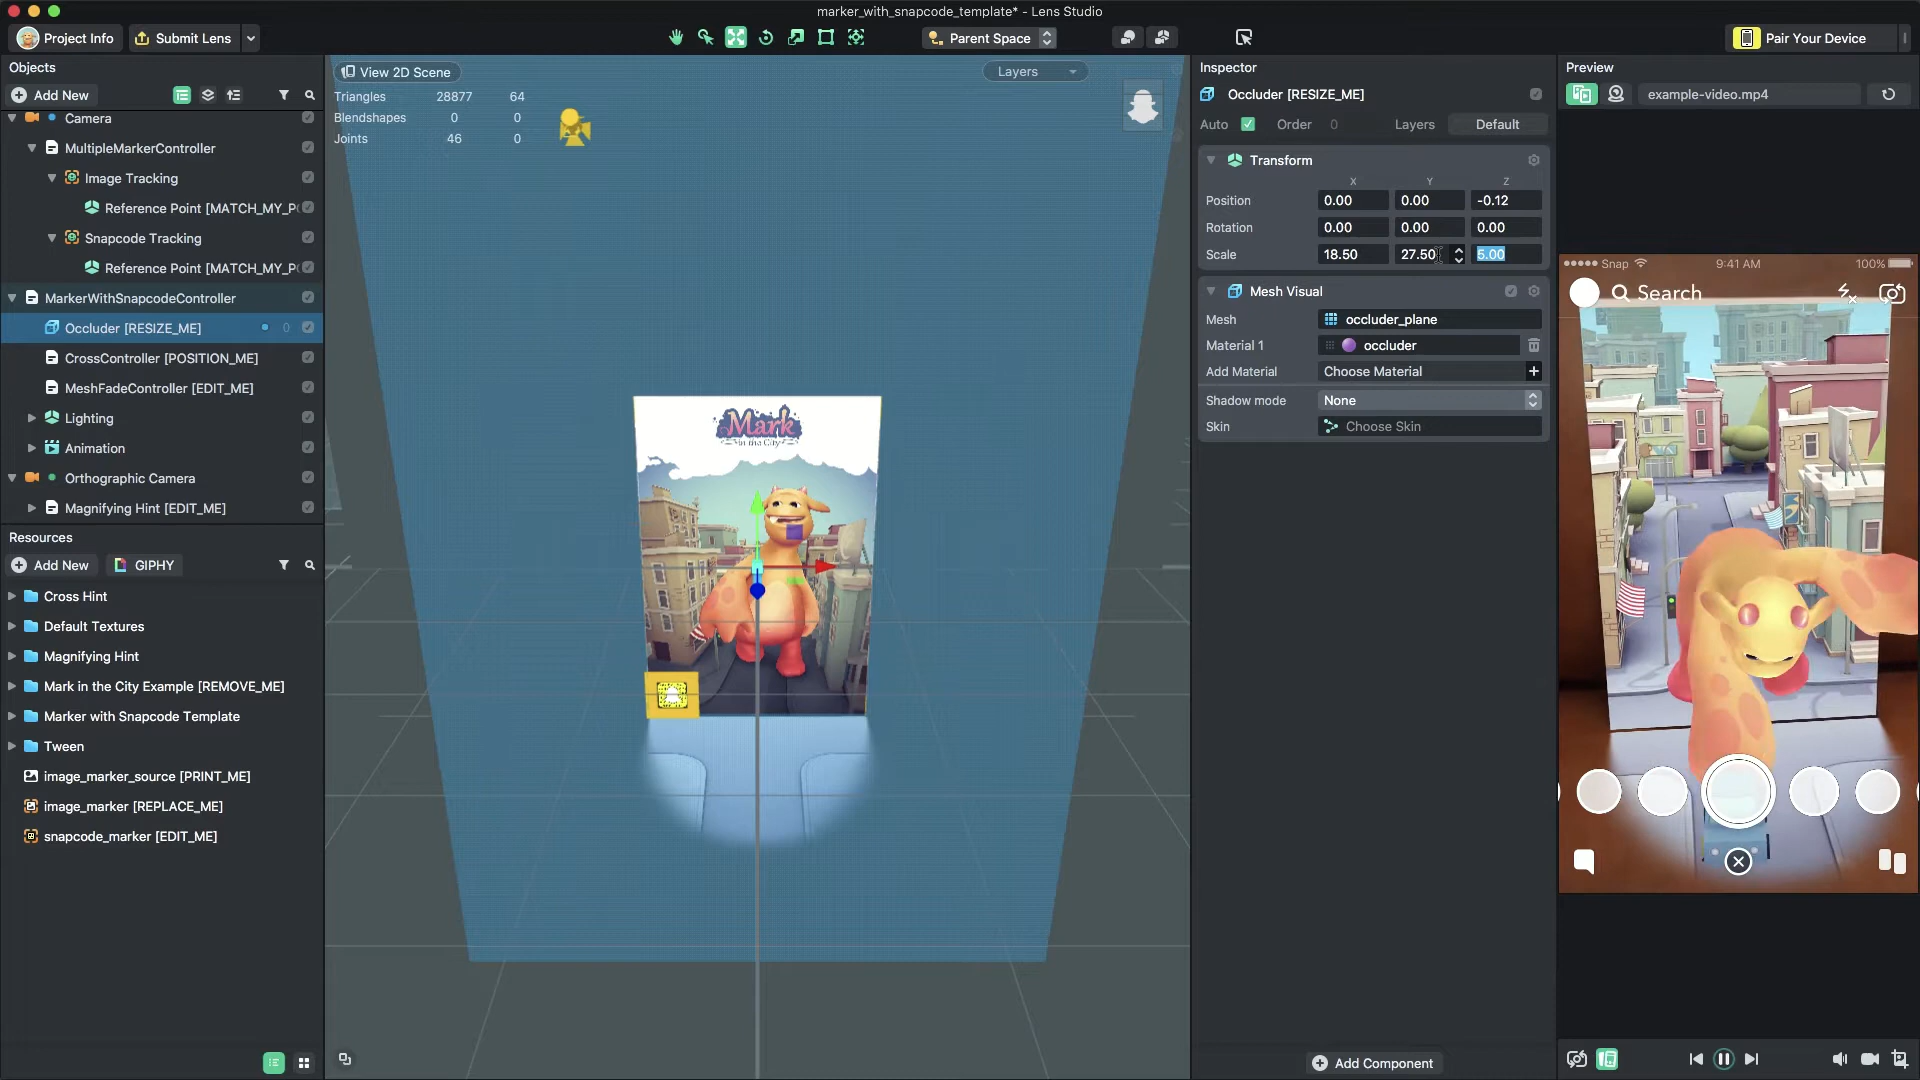 marker_with_snapcode_template* - Lens Studio
Project Info
Submit Lens
Parent Space
Pair Your Device
Objects
Add New
Camera
MultipleMarkerController
Image Tracking
Reference Point [MATCH_MY_P
Snapcode Tracking
Reference Point [MATCH_MY_P
MarkerWithSnapcodeController
Occluder [RESIZE_ME]
0
CrossController [POSITION_ME]
MeshFadeController [EDIT_ME]
Lighting
Animation
Orthographic Camera
Magnifying Hint [EDIT_ME]
Resources
Add New
GIPHY
Cross Hint
Default Textures
Magnifying Hint
Mark in the City Example [REMOVE_ME]
Marker with Snapcode Template
Tween
image_marker_source [PRINT_ME]
image_marker [REPLACE_ME]
snapcode_marker [EDIT_ME]
View 2D Scene
Layers
Triangles 28877 64
Blendshapes 0 0
Joints 46 0
Mark
in the City
Inspector
Occluder [RESIZE_ME]
Auto Order 0 Layers Default
Transform
X Y Z
Position 0.00 0.00 -0.12
Rotation 0.00 0.00 0.00
Scale 18.50 27.50 5.00
Mesh Visual
Mesh occluder_plane
Material 1 occluder
Add Material Choose Material
Shadow mode None
Skin Choose Skin
Add Component
Preview
example-video.mp4
Snap 9:41 AM 100%
Search